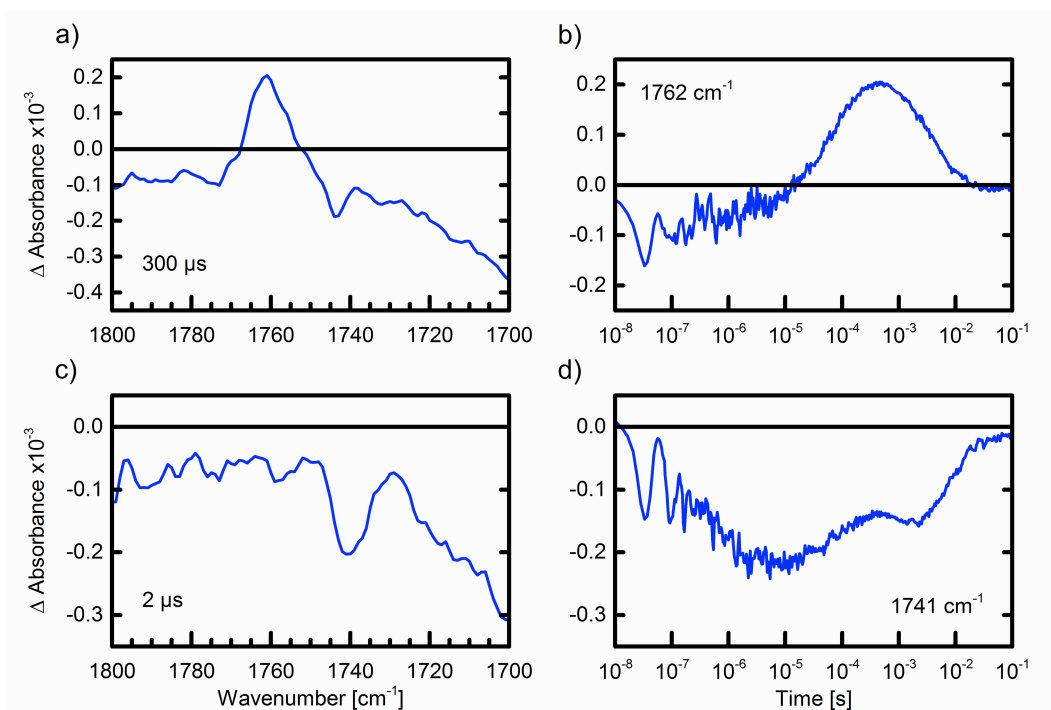 a)
b)
Δ Absorbance x10-3
0.2
0.1
0.0
-0.1
-0.2
-0.3
-0.4
300 µs
1800 1780 1760 1740 1720 1700
0.2
0.1
0.0
-0.1
-0.2
1762 cm-1
10-8 10-7 10-6 10-5 10-4 10-3 10-2 10-1
c)
d)
Δ Absorbance x10-3
0.0
-0.1
-0.2
-0.3
2 µs
1800 1780 1760 1740 1720 1700
Wavenumber [cm-1]
0.0
-0.1
-0.2
-0.3
1741 cm-1
10-8 10-7 10-6 10-5 10-4 10-3 10-2 10-1
Time [s]